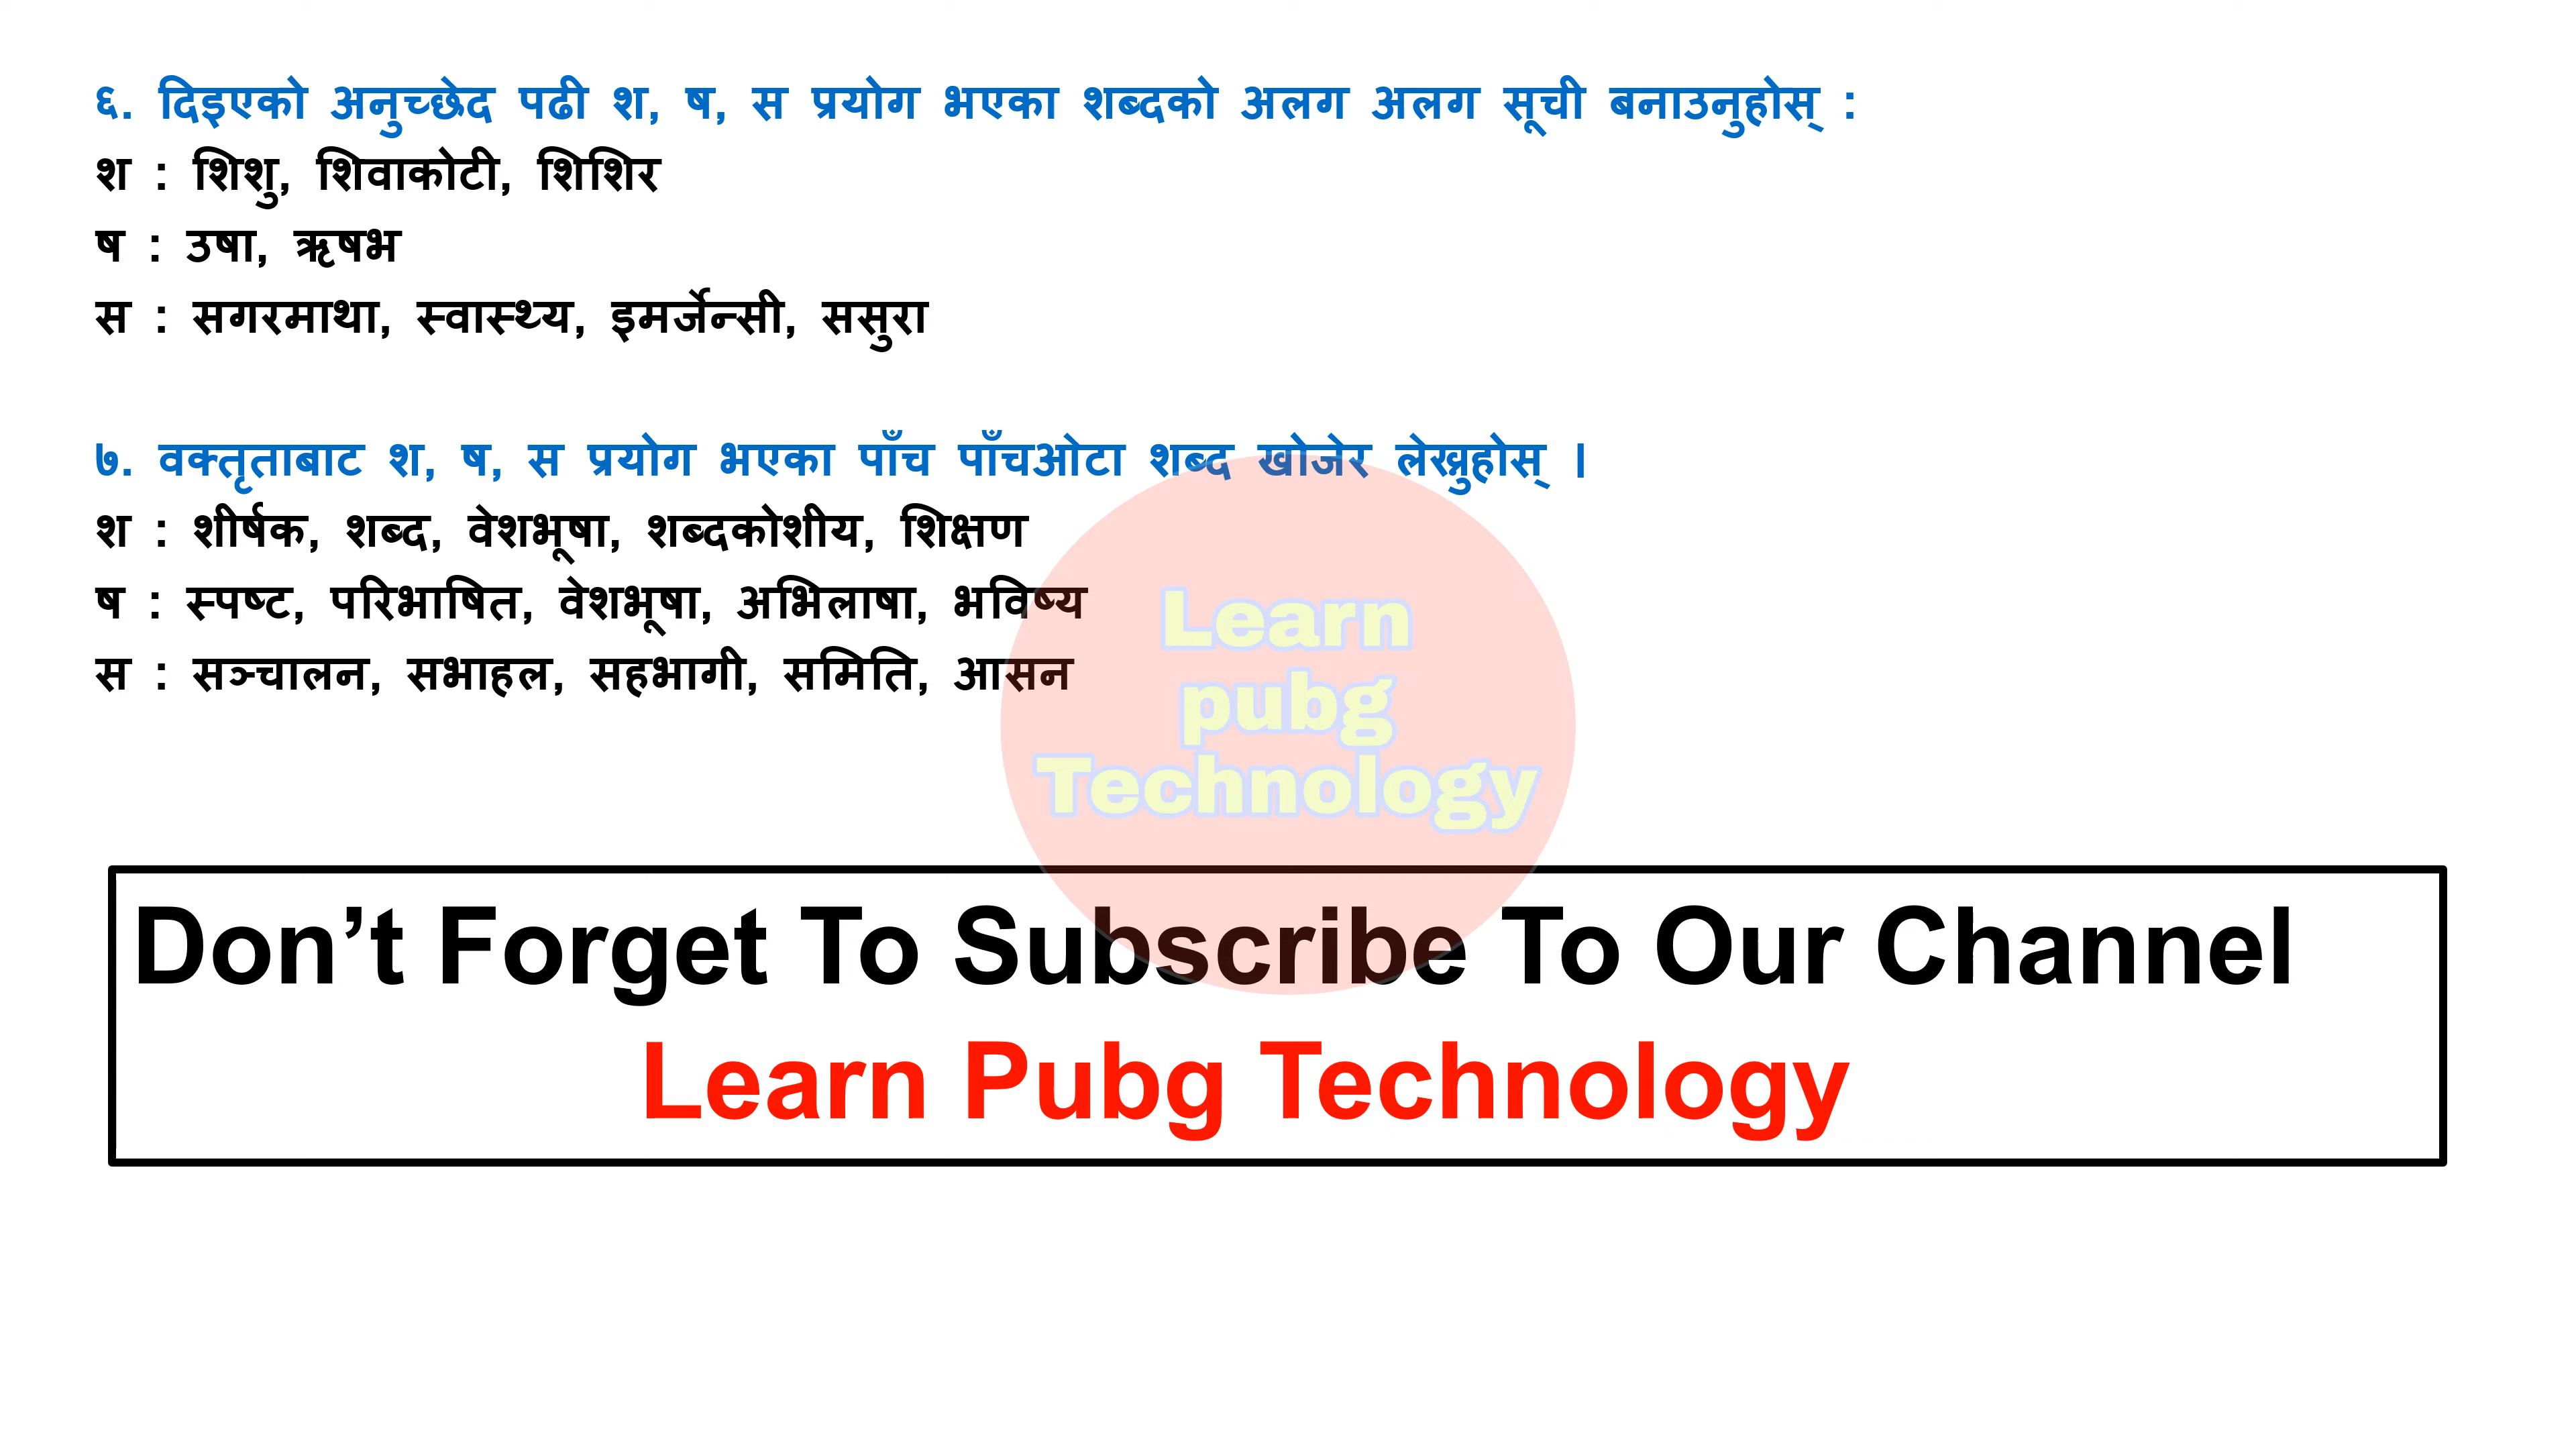 ६. दिइएको अनुच्छेद पढी श, ष, स प्रयोग भएका शब्दको अलग अलग सूची बनाउनुहोस् :
श : शिशु, शिवाकोटी, शिशिर
ष : उषा, ऋषभ
स : सगरमाथा, स्वास्थ्य, इमर्जेन्सी, ससुरा
७. वक्तृताबाट श, ष, स प्रयोग भएका पाँच पाँचओटा शब्द खोजेर लेख्नुहोस् ।
श : शीर्षक, शब्द, वेशभूषा, शब्दकोशीय, शिक्षण
ष : स्पष्ट, परिभाषित, वेशभूषा, अभिलाषा, भविष्य
स : सञ्चालन, सभाहल, सहभागी, समिति, आसन
Learn
pubg
Technology
Don’t Forget To Subscribe To Our Channel
Learn Pubg Technology